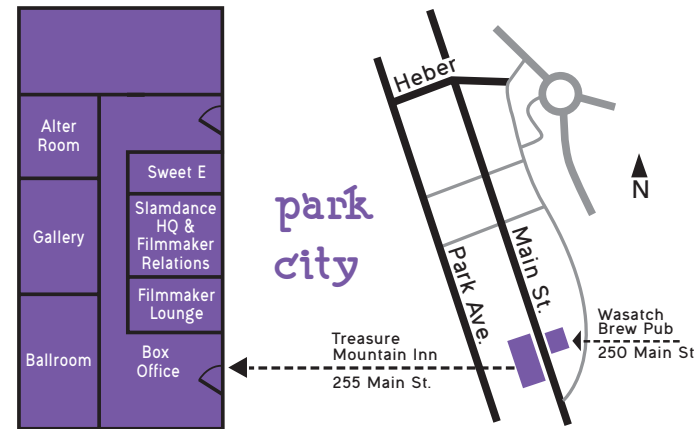 Alter
Room
Sweet E
Slamdance
HQ &
Filmmaker
Relations
Gallery
Filmmaker
Lounge
Ballroom
Box
Office
park
city
Heber
N
Park Ave.
Main St.
Treasure
Mountain Inn
255 Main St.
Wasatch
Brew Pub
250 Main St.